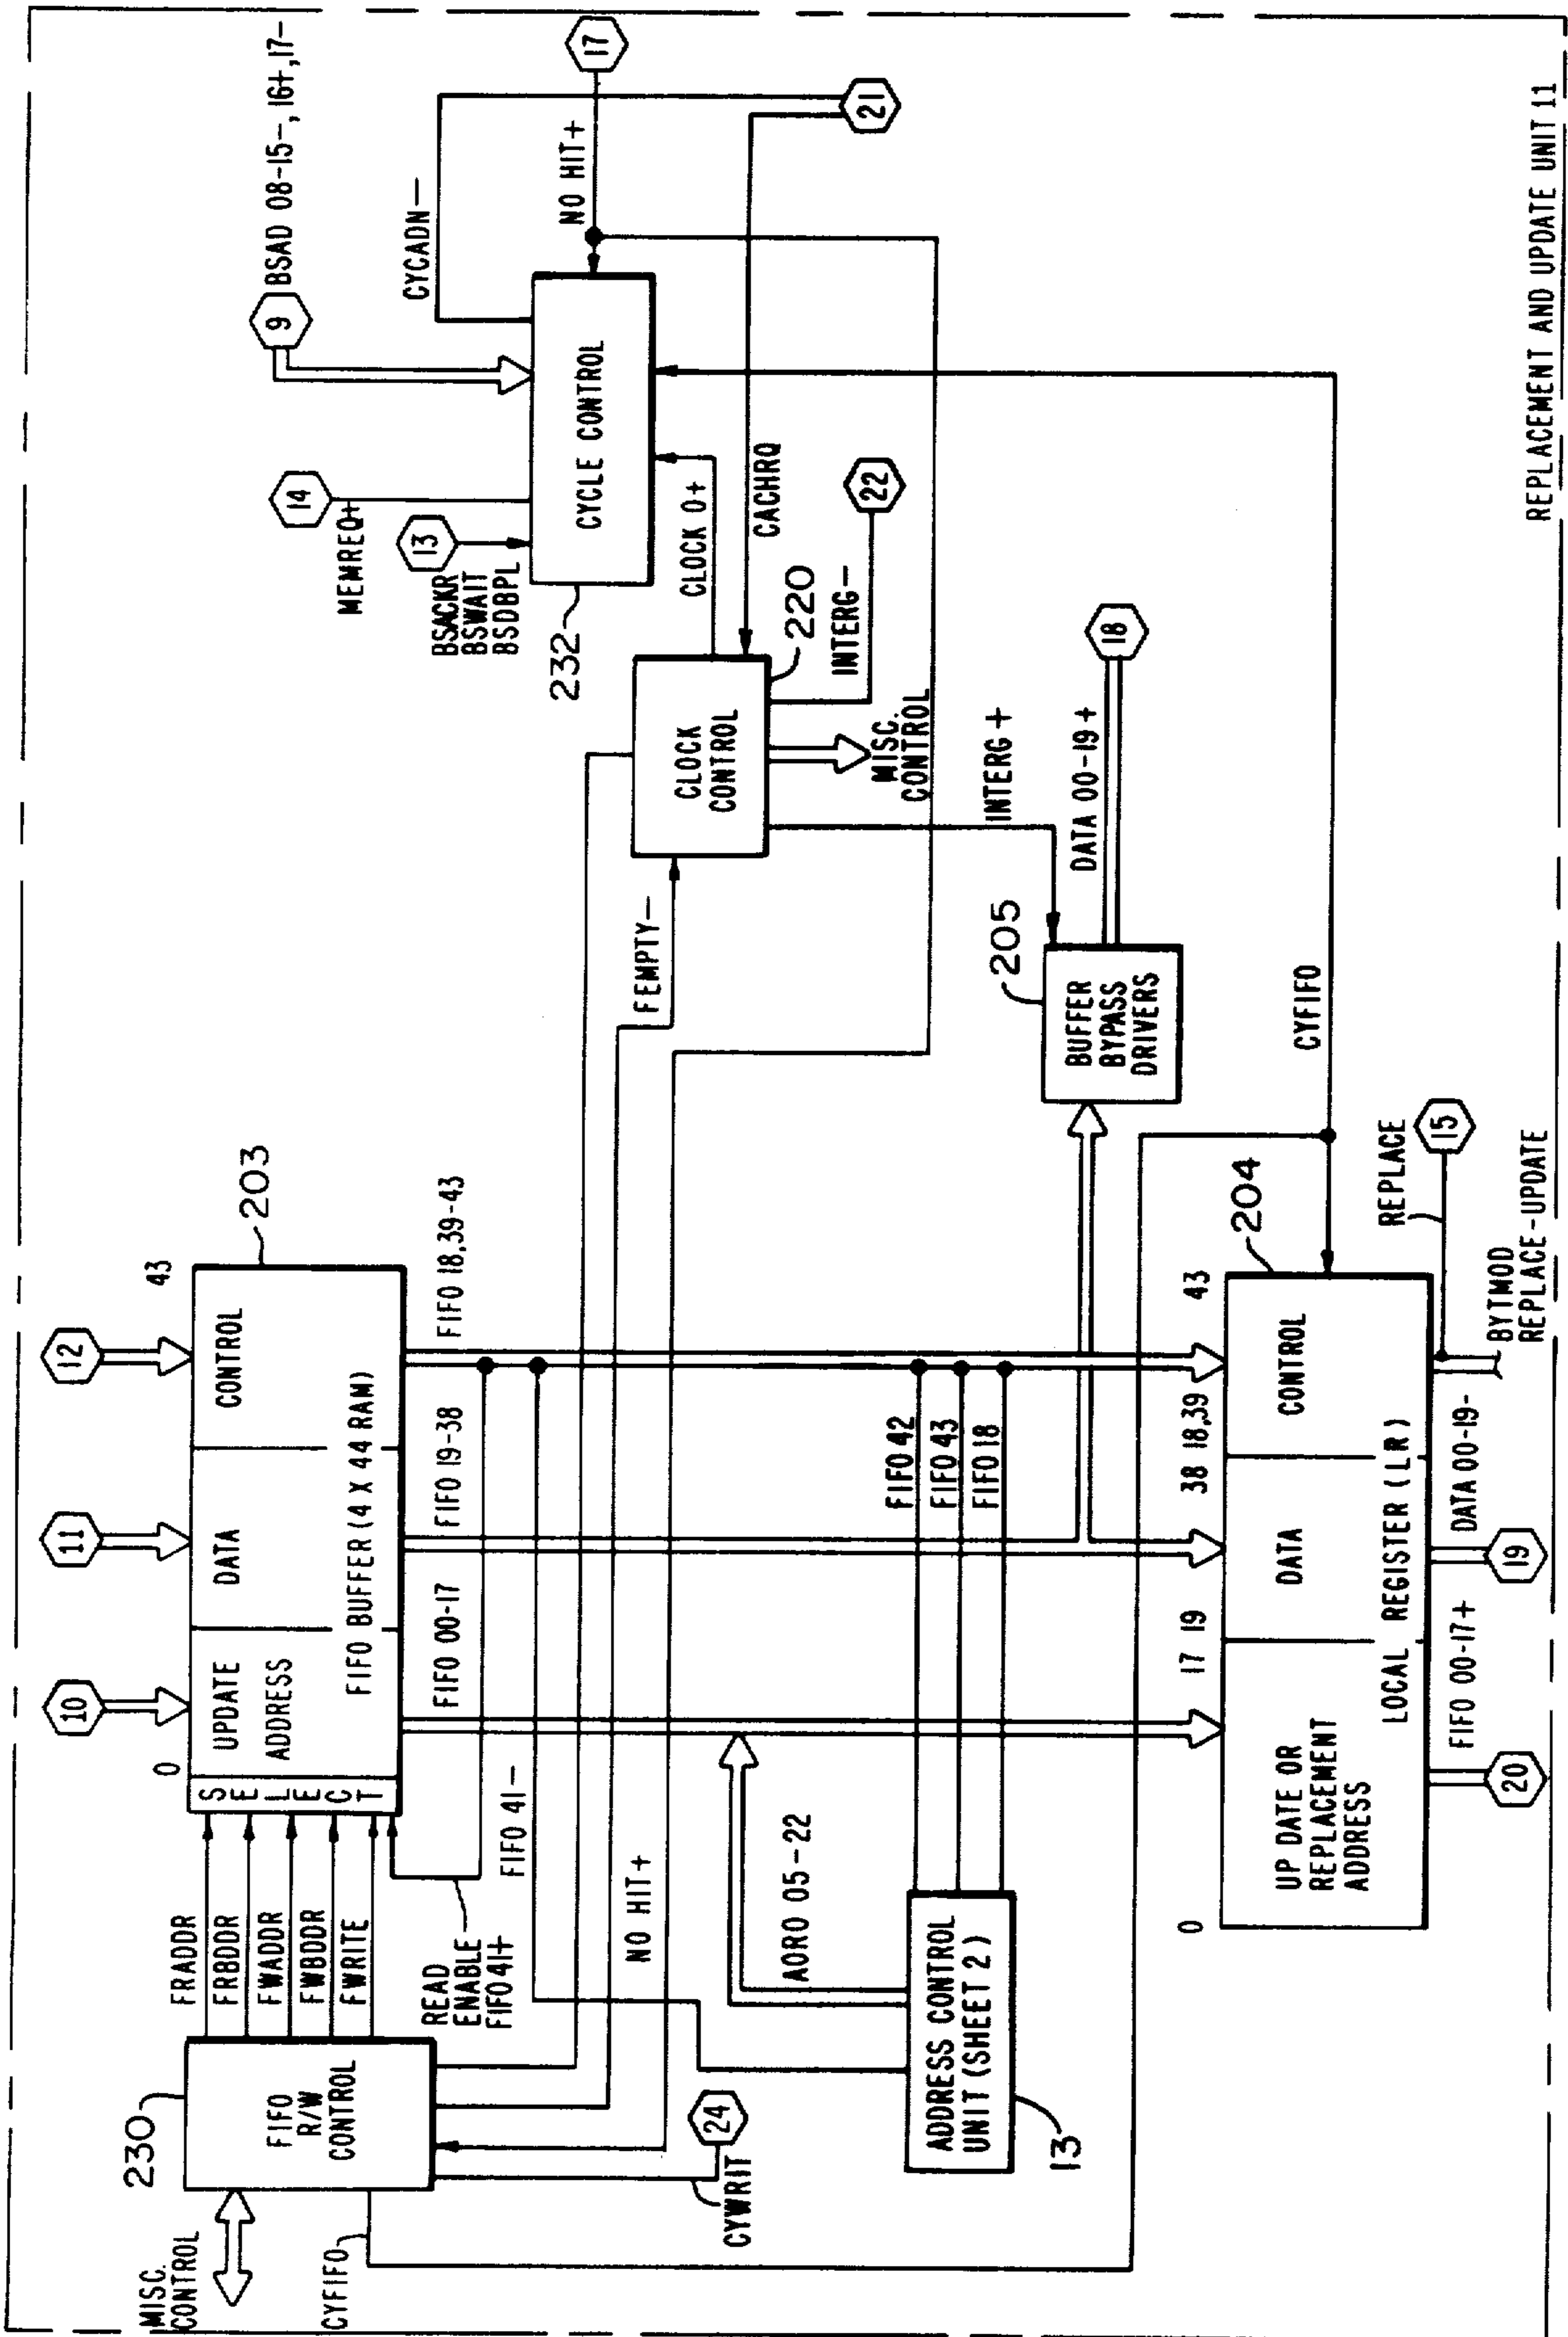 MISC.
CONTROL
230
FIFO
R/W
CONTROL
CYFIFO
CYWRIT
24
FRADDR
FRBDDR
FWADDR
FWBDDR
FWRITE
READ
ENABLE
FIFO 41+
FIFO 41-
NO HIT+
10
11
12
0
43
203
SELECT
UPDATE
ADDRESS
DATA
CONTROL
FIFO BUFFER (4 X 44 RAM)
FIFO 00-17
FIFO 19-38
FIFO 18,39-43
FEMPTY-
CLOCK
CONTROL
220
CLOCK 0+
CACHRQ
INTERG-
22
MISC.
CONTROL
INTERG+
14
MEMREQ+
13
BSACKR
BSWAIT
BSDBPL
232
CYCLE CONTROL
9
BSAD 08-15-, 16+, 17-
CYCADN-
NO HIT+
17
21
ADDRESS CONTROL
UNIT (SHEET 2)
13
AORO 05-22
FIFO 42
FIFO 43
FIFO 18
205
BUFFER
BYPASS
DRIVERS
DATA 00-19+
18
CYFIFO
0
17 19
38 18,39
43
204
UP DATE OR
REPLACEMENT
ADDRESS
DATA
CONTROL
LOCAL REGISTER (LR)
FIFO 00-17+
20
DATA 00-19-
19
REPLACE
15
BYTMOD
REPLACE-UPDATE
REPLACEMENT AND UPDATE UNIT 11